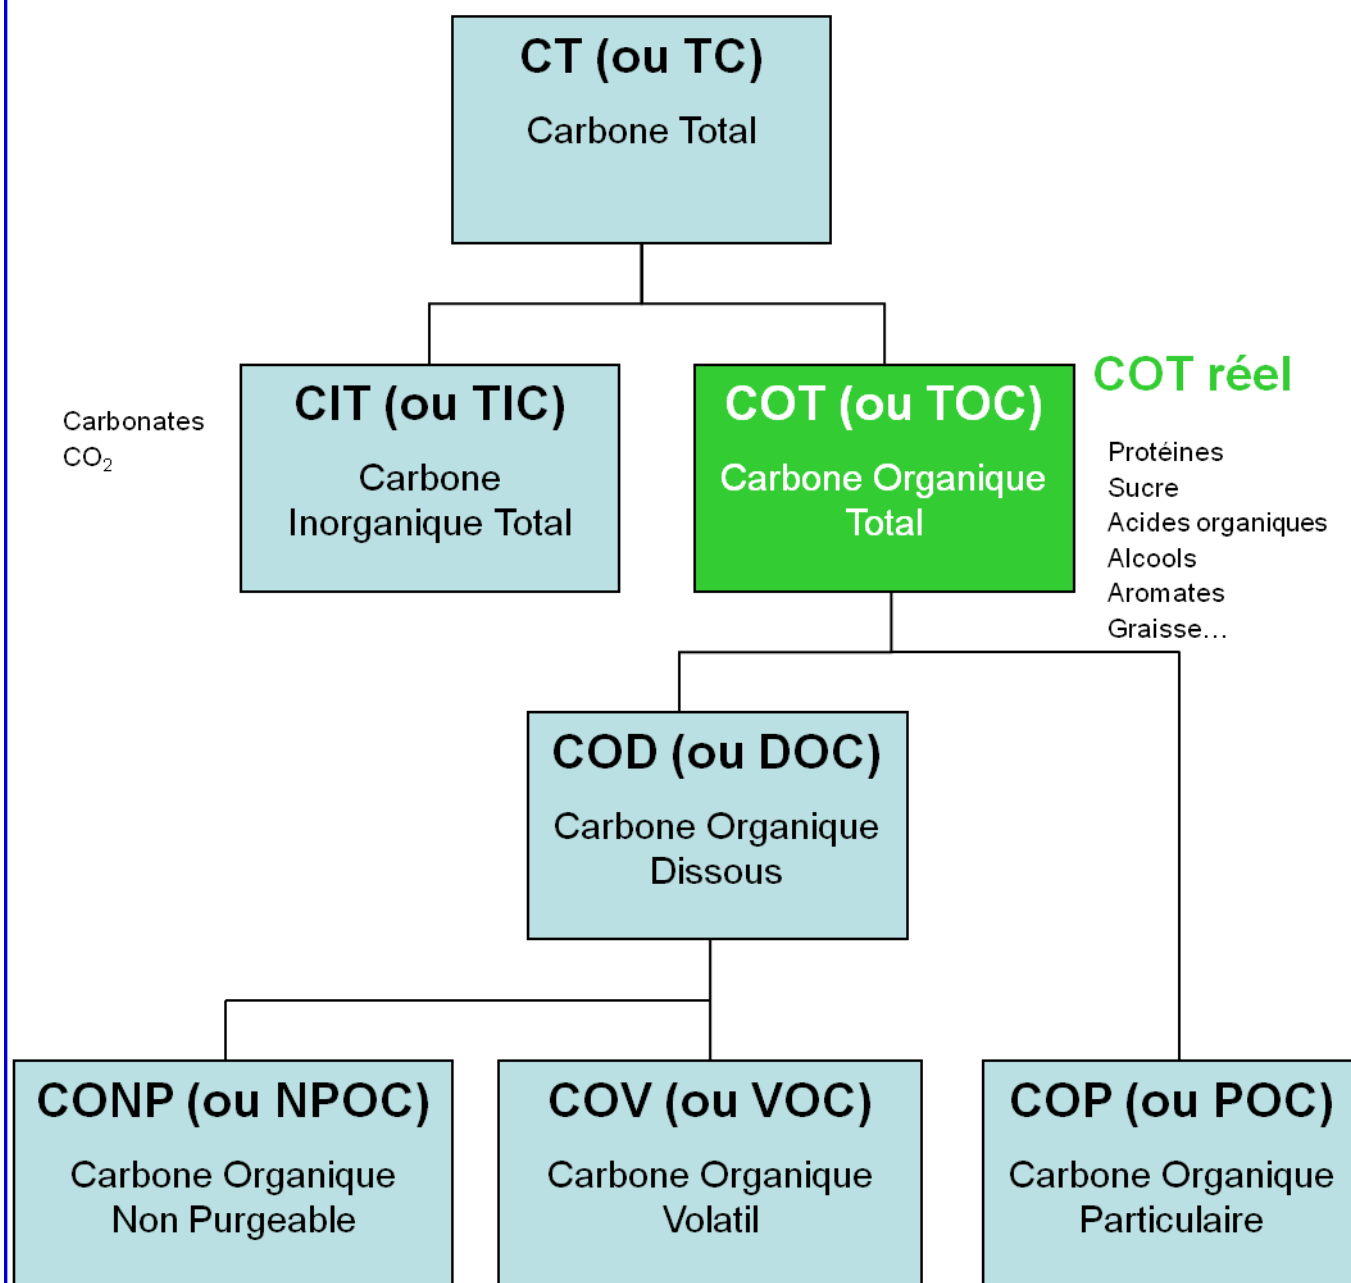 CT (ou TC)
Carbone Total
Carbonates
CO₂
CIT (ou TIC)
Carbone
Inorganique Total
COT (ou TOC)
Carbone Organique
Total
COT réel
Protéines
Sucre
Acides organiques
Alcools
Aromates
Graisse…
COD (ou DOC)
Carbone Organique
Dissous
CONP (ou NPOC)
Carbone Organique
Non Purgeable
COV (ou VOC)
Carbone Organique
Volatil
COP (ou POC)
Carbone Organique
Particulaire